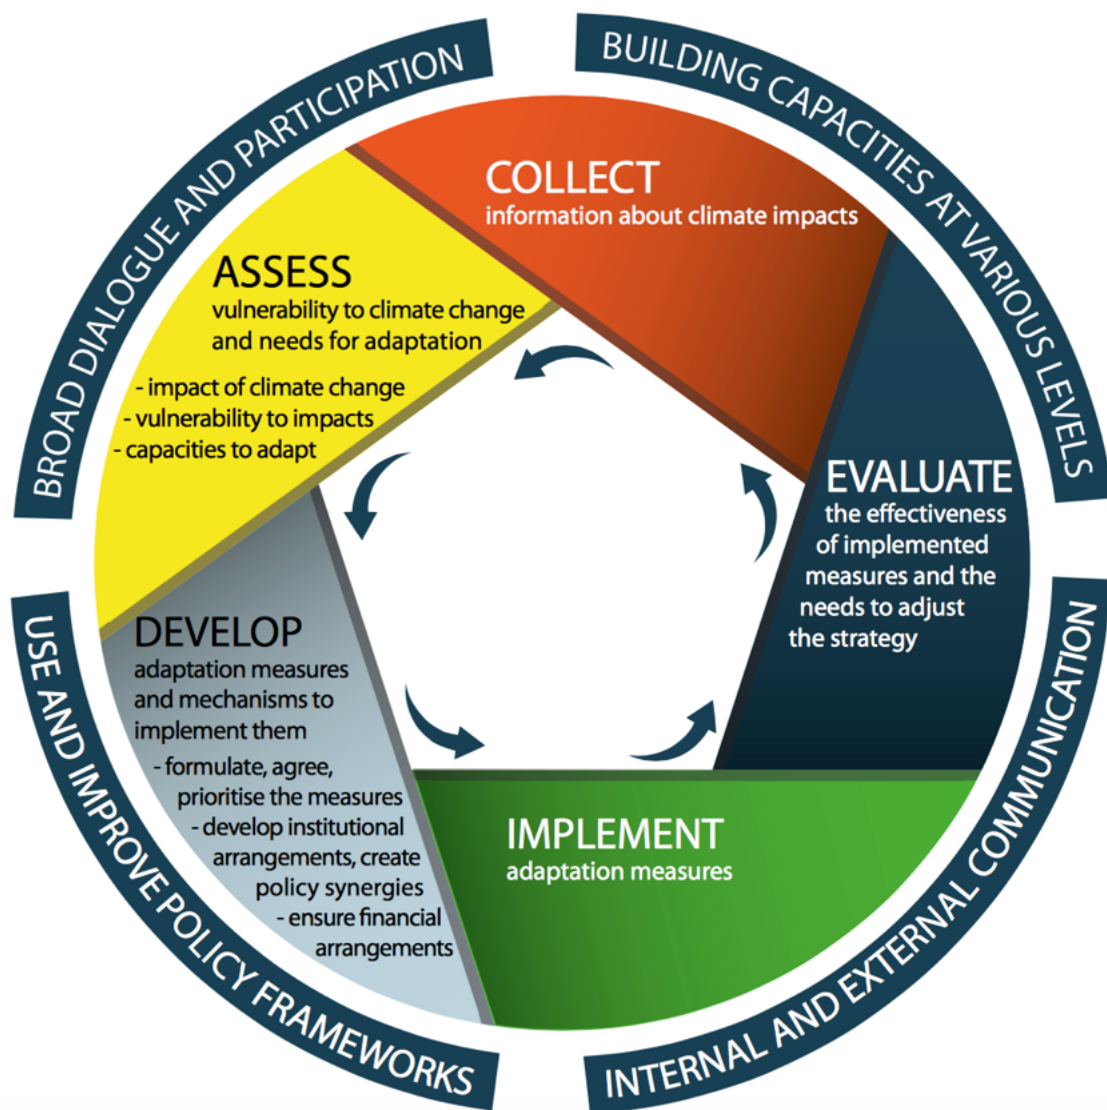 BROAD DIALOGUE AND PARTICIPATION
BUILDING CAPACITIES AT VARIOUS LEVELS
COLLECT
information about climate impacts
ASSESS
vulnerability to climate change
and needs for adaptation
- impact of climate change
- vulnerability to impacts
- capacities to adapt
EVALUATE
the effectiveness
of implemented
measures and the
needs to adjust
the strategy
DEVELOP
adaptation measures
and mechanisms to
implement them
- formulate, agree,
prioritise the measures
- develop institutional
arrangements, create
policy synergies
- ensure financial
arrangements
IMPLEMENT
adaptation measures
USE AND IMPROVE POLICY FRAMEWORKS
INTERNAL AND EXTERNAL COMMUNICATION